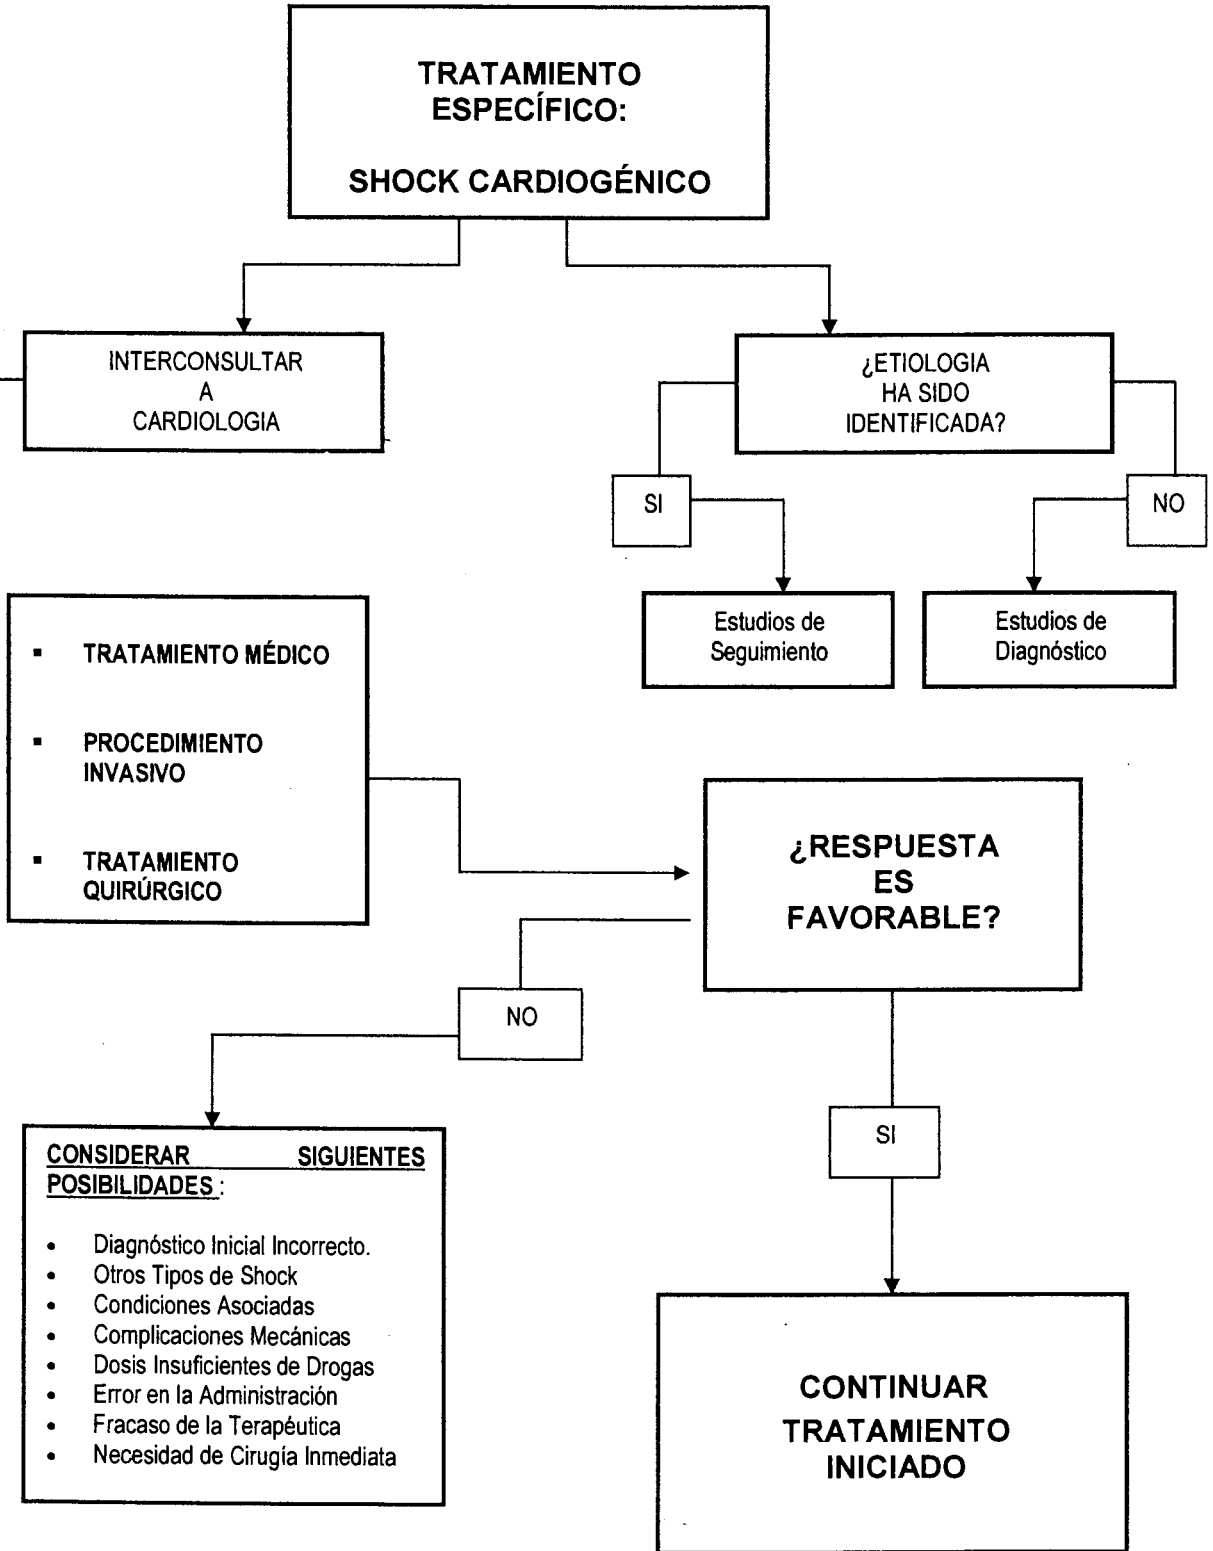 TRATAMIENTO
ESPECÍFICO:
SHOCK CARDIOGÉNICO
INTERCONSULTAR
A
CARDIOLOGIA
¿ETIOLOGIA
HA SIDO
IDENTIFICADA?
SI
NO
Estudios de
Seguimiento
Estudios de
Diagnóstico
▪ TRATAMIENTO MÉDICO
▪ PROCEDIMIENTO
INVASIVO
▪ TRATAMIENTO
QUIRÚRGICO
¿RESPUESTA
ES
FAVORABLE?
NO
SI
CONSIDERAR SIGUIENTES
POSIBILIDADES :
• Diagnóstico Inicial Incorrecto.
• Otros Tipos de Shock
• Condiciones Asociadas
• Complicaciones Mecánicas
• Dosis Insuficientes de Drogas
• Error en la Administración
• Fracaso de la Terapéutica
• Necesidad de Cirugía Inmediata
CONTINUAR
TRATAMIENTO
INICIADO